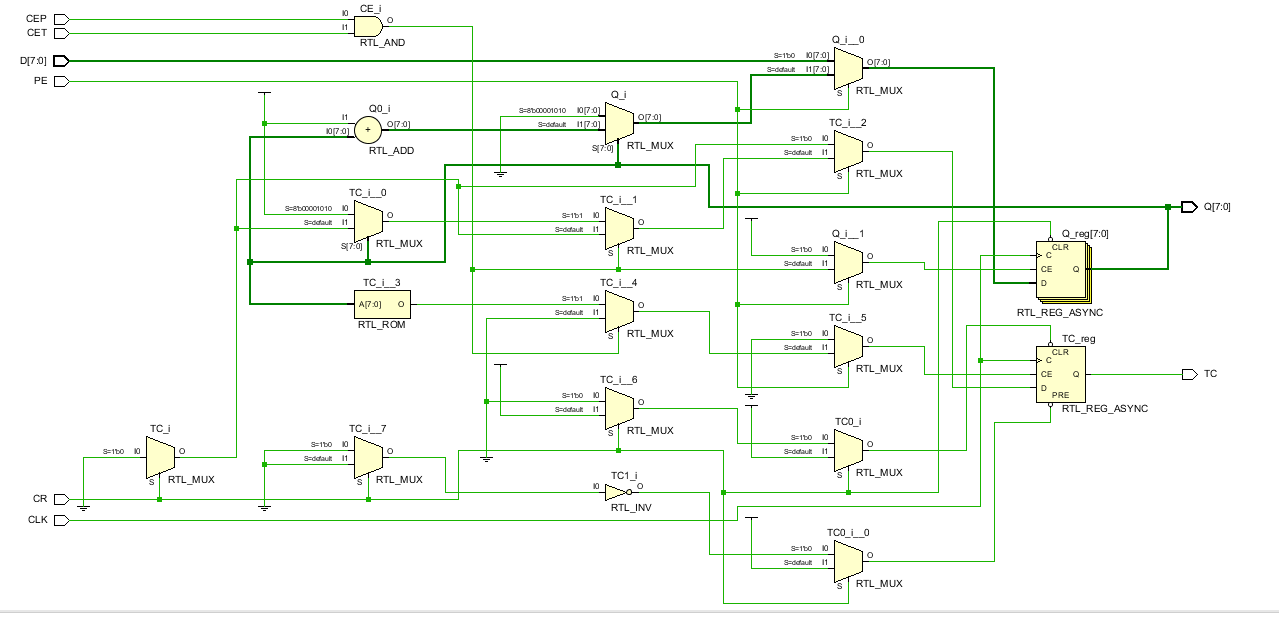 CEP
CET
D[7:0]
PE
CE_i
I0
I1
O
RTL_AND
Q_i__0
S=1'b0 I0[7:0]
S=default I1[7:0]
O[7:0]
S
RTL_MUX
Q0_i
I1
I0[7:0]
O[7:0]
+
RTL_ADD
Q_i
S=8'b00001010 I0[7:0]
S=default I1[7:0]
O[7:0]
S[7:0]
RTL_MUX
TC_i__2
S=1'b0 I0
S=default I1
O
S
RTL_MUX
TC_i__0
S=8'b00001010 I0
S=default I1
O
S[7:0]
RTL_MUX
TC_i__1
S=1'b1 I0
S=default I1
O
S
RTL_MUX
Q[7:0]
Q_i__1
S=1'b0 I0
S=default I1
O
S
RTL_MUX
Q_reg[7:0]
CLR
C
CE
Q
D
RTL_REG_ASYNC
TC_i__3
A[7:0] O
RTL_ROM
TC_i__4
S=1'b1 I0
S=default I1
O
S
RTL_MUX
TC_i__5
S=1'b0 I0
S=default I1
O
S
RTL_MUX
TC_reg
CLR
C
CE
Q
D
PRE
RTL_REG_ASYNC
TC
TC_i__6
S=1'b0 I0
S=default I1
O
S
RTL_MUX
TC_i
S=1'b0 I0
O
S
RTL_MUX
TC_i__7
S=1'b0 I0
S=default I1
O
S
RTL_MUX
TC0_i
S=1'b0 I0
S=default I1
O
S
RTL_MUX
TC1_i
I0
O
RTL_INV
CR
CLK
TC0_i__0
S=1'b0 I0
S=default I1
O
S
RTL_MUX